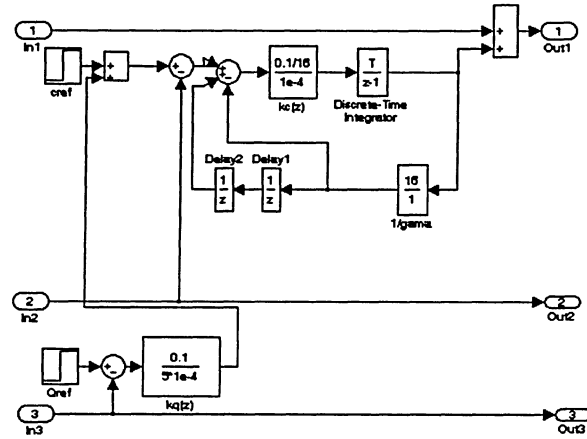 1
In1
cref
+
+
+
-
+
+
-
0.1/16
1e-4
kc(z)
T
z-1
Discrete-Time
Integrator
+
+
1
Out1
Delay2
Delay1
1
z
1
z
16
1
1/gama
2
In2
2
Out2
Qref
+
-
0.1
5*1e-4
kq(z)
3
In3
3
Out3